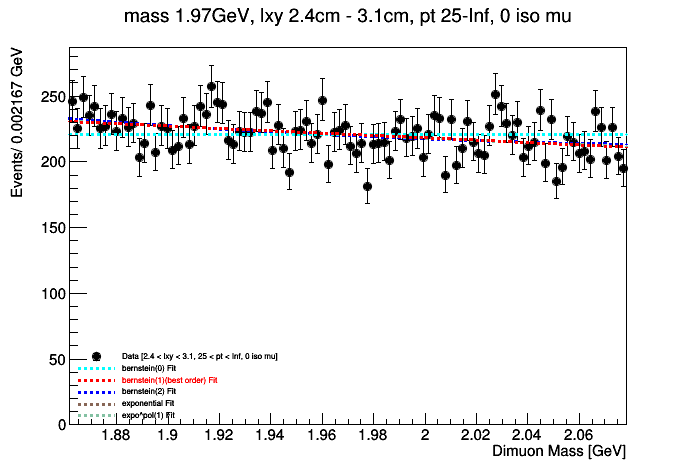 mass 1.97GeV, lxy 2.4cm - 3.1cm, pt 25-Inf, 0 iso mu
Events/ 0.002167 GeV
250
200
150
100
50
0
Data [2.4 < lxy < 3.1, 25 < pt < Inf, 0 iso mu]
bernstein(0) Fit
bernstein(1)(best order) Fit
bernstein(2) Fit
exponential Fit
expo*pol(1) Fit
1.88 1.9 1.92 1.94 1.96 1.98 2 2.02 2.04 2.06
Dimuon Mass [GeV]